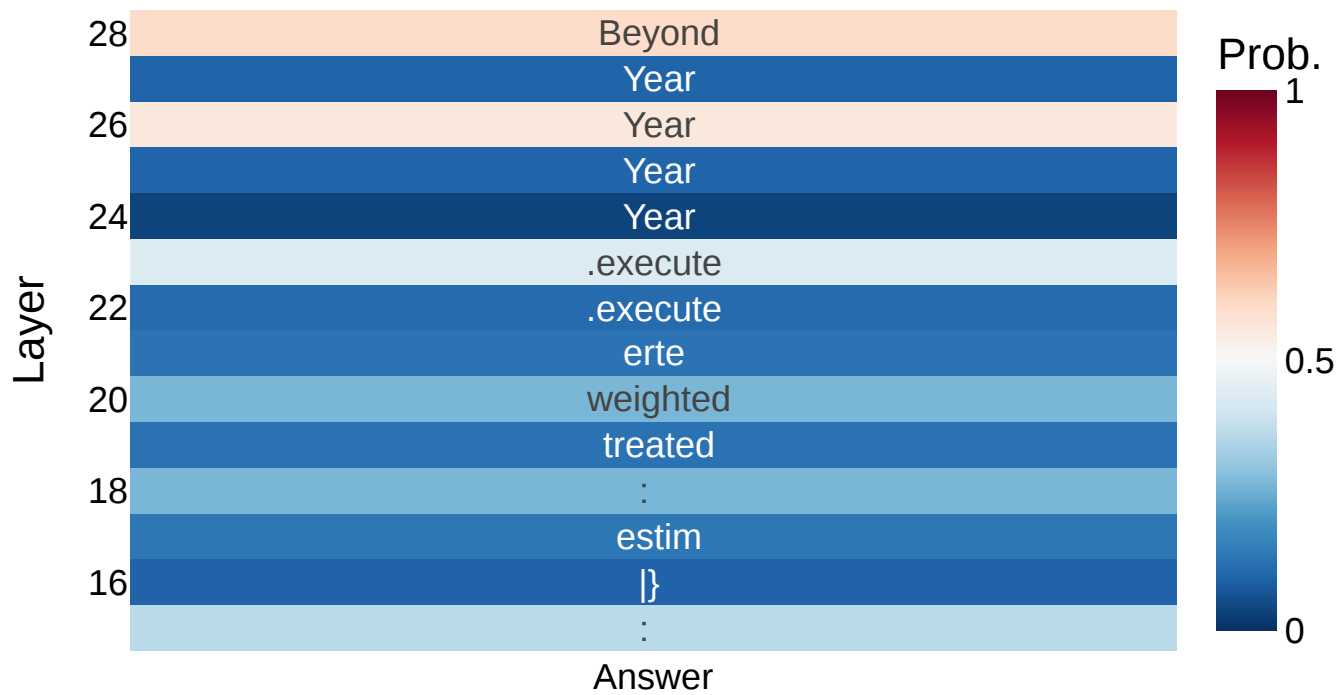 28 Beyond
Year
26 Year
Year
24 Year
.execute
22 .execute
erte
20 weighted
treated
18 :
estim
16 |}
:
Answer
Layer
Prob.
1
0.5
0